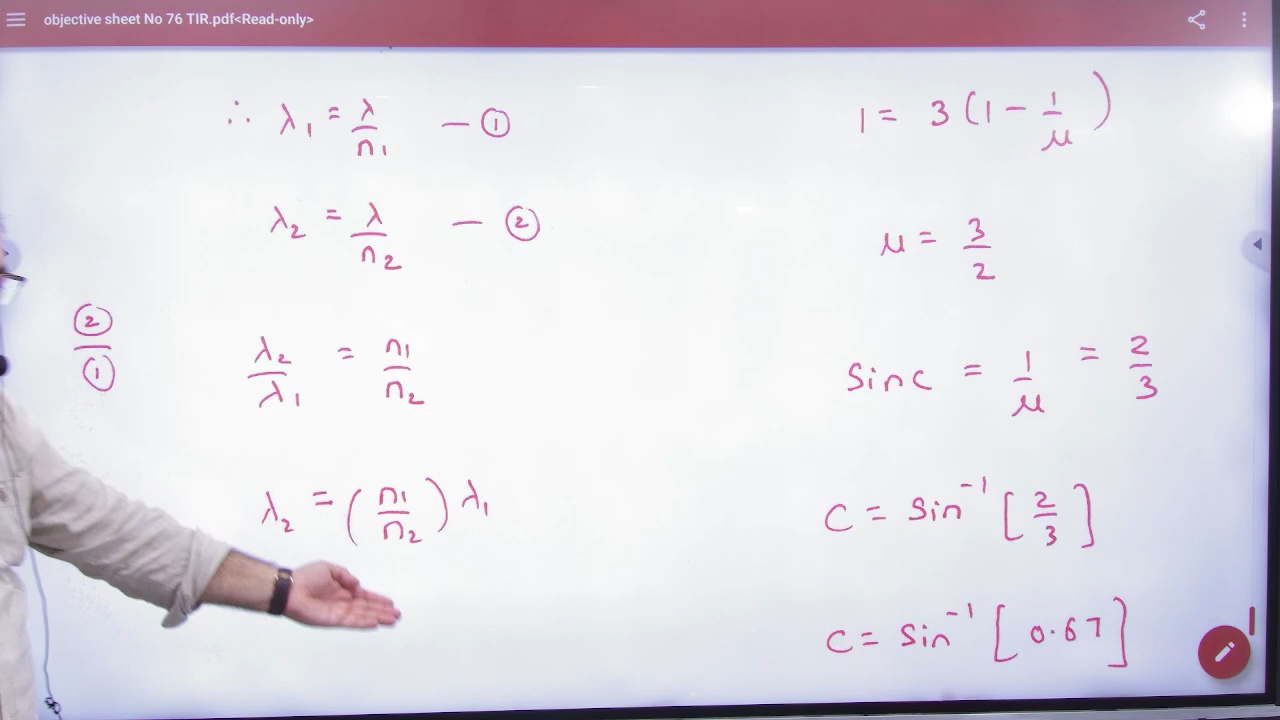 objective sheet No 76 TIR.pdf<Read-only>
∴ λ₁ = λ/n₁ — ①
λ₂ = λ/n₂ — ②
②/① λ₂/λ₁ = n₁/n₂
λ₂ = (n₁/n₂) λ₁
1 = 3 (1 - 1/μ)
μ = 3/2
Sinc = 1/μ = 2/3
C = Sin⁻¹ [2/3]
C = Sin⁻¹ [0.67]